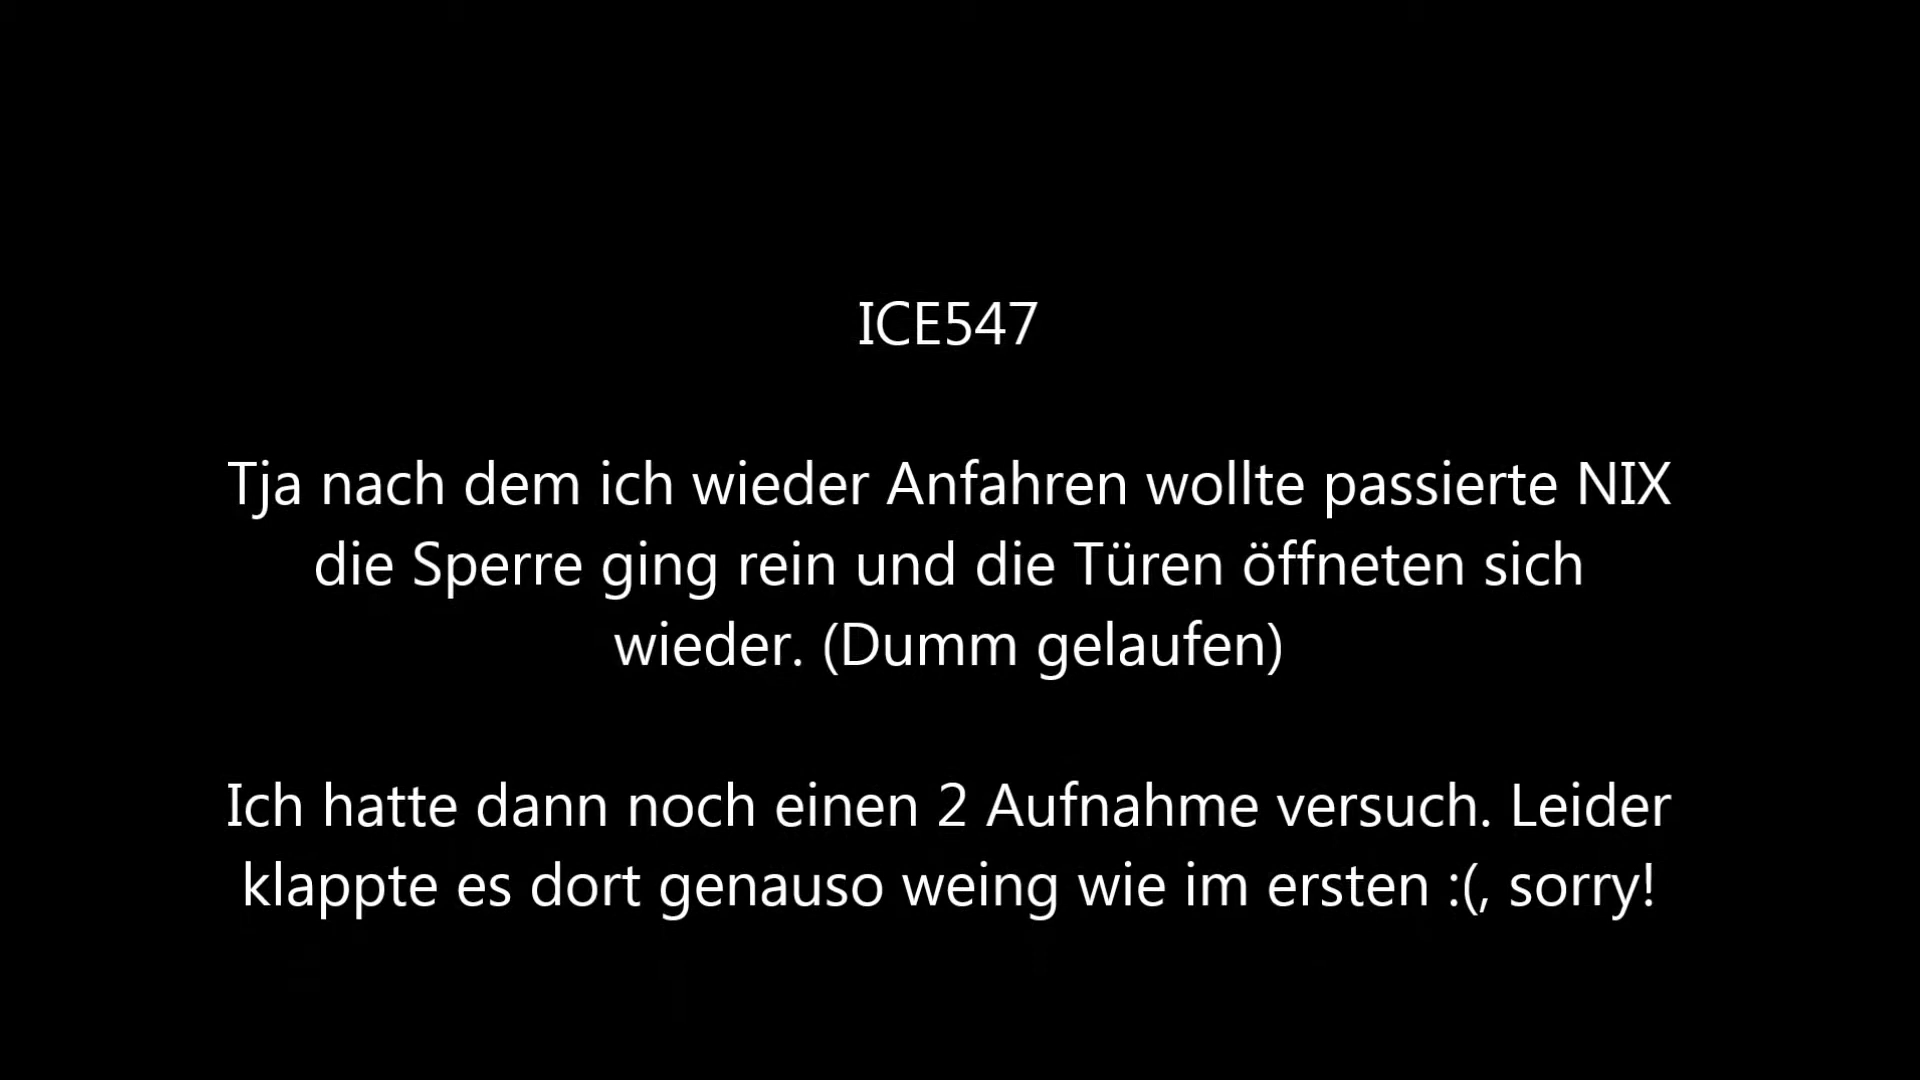 ICE547
Tja nach dem ich wieder Anfahren wollte passierte NIX
die Sperre ging rein und die Türen öffneten sich
wieder. (Dumm gelaufen)
Ich hatte dann noch einen 2 Aufnahme versuch. Leider
klappte es dort genauso weing wie im ersten :(, sorry!